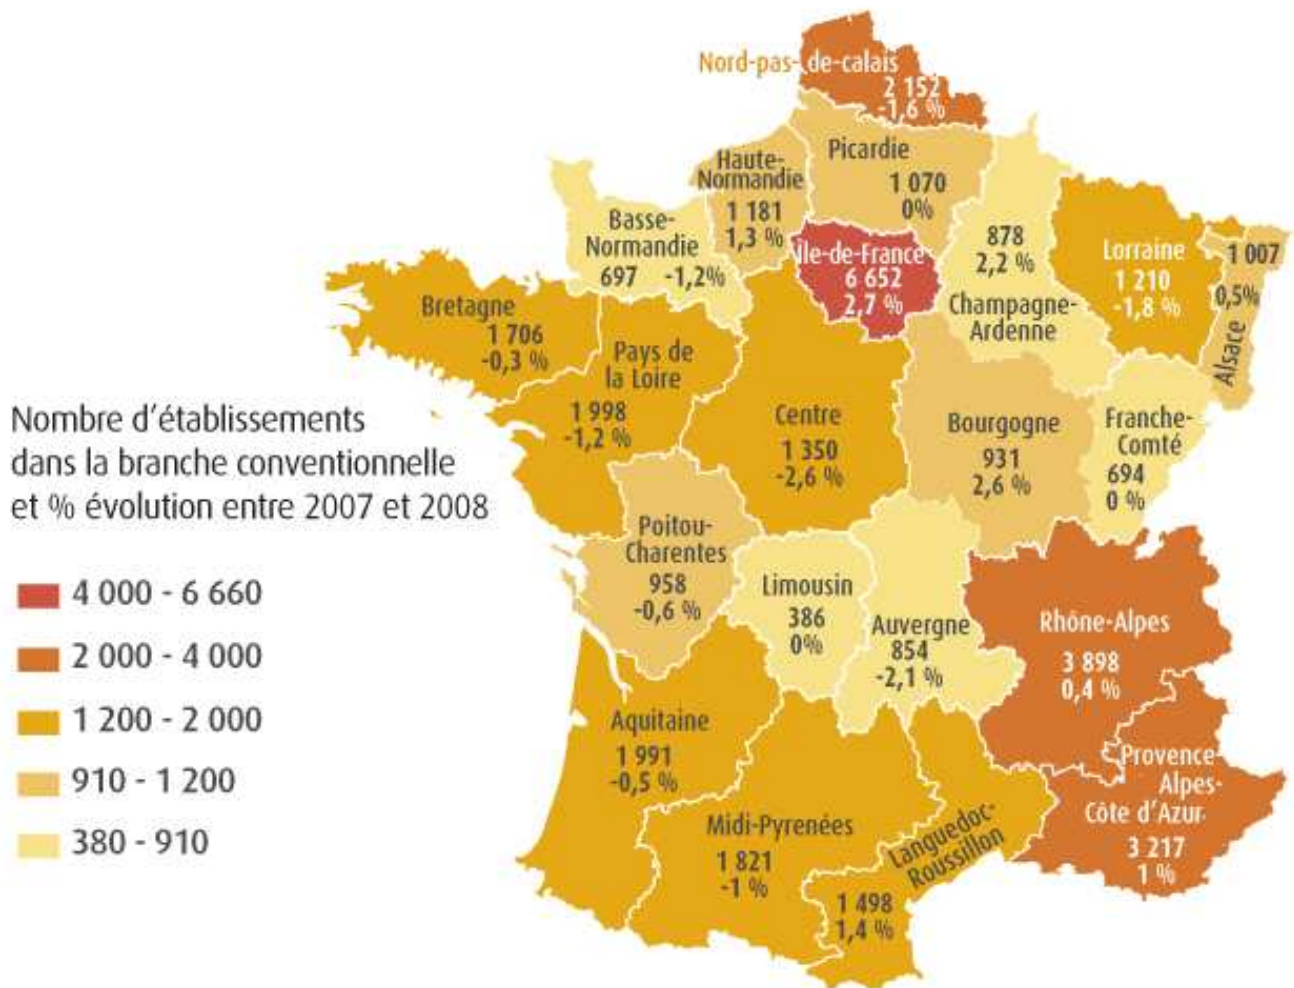 Nord-pas-de-calais
2 152
-1,6 %
Picardie
1 070
0%
Haute-
Normandie
1 181
1,3 %
Basse-
Normandie
697 -1,2%
Île-de-France
6 652
2,7 %
878
2,2 %
Champagne-
Ardenne
Lorraine
1 210
-1,8 %
1 007
0,5%
Alsace
Bretagne
1 706
-0,3 %
Pays de
la Loire
1 998
-1,2 %
Centre
1 350
-2,6 %
Bourgogne
931
2,6 %
Franche-
Comté
694
0 %
Nombre d'établissements
dans la branche conventionnelle
et % évolution entre 2007 et 2008
4 000 - 6 660
2 000 - 4 000
1 200 - 2 000
910 - 1 200
380 - 910
Poitou-
Charentes
958
-0,6 %
Limousin
386
0%
Auvergne
854
-2,1 %
Rhône-Alpes
3 898
0,4 %
Aquitaine
1 991
-0,5 %
Midi-Pyrenées
1 821
-1 %
Languedoc-
Roussillon
1 498
1,4 %
Provence-
Alpes-
Côte d'Azur
3 217
1 %